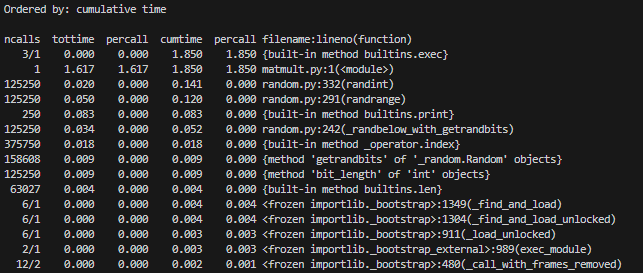 Ordered by: cumulative time
ncalls tottime percall cumtime percall filename:lineno(function)
3/1 0.000 0.000 1.850 1.850 {built-in method builtins.exec}
1 1.617 1.617 1.850 1.850 matmult.py:1(<module>)
125250 0.020 0.000 0.141 0.000 random.py:332(randint)
125250 0.050 0.000 0.120 0.000 random.py:291(randrange)
250 0.083 0.000 0.083 0.000 {built-in method builtins.print}
125250 0.034 0.000 0.052 0.000 random.py:242(_randbelow_with_getrandbits)
375750 0.018 0.000 0.018 0.000 {built-in method _operator.index}
158608 0.009 0.000 0.009 0.000 {method 'getrandbits' of '_random.Random' objects}
125250 0.009 0.000 0.009 0.000 {method 'bit_length' of 'int' objects}
63027 0.004 0.000 0.004 0.000 {built-in method builtins.len}
6/1 0.000 0.000 0.004 0.004 <frozen importlib._bootstrap>:1349(_find_and_load)
6/1 0.000 0.000 0.004 0.004 <frozen importlib._bootstrap>:1304(_find_and_load_unlocked)
6/1 0.000 0.000 0.003 0.003 <frozen importlib._bootstrap>:911(_load_unlocked)
2/1 0.000 0.000 0.003 0.003 <frozen importlib._bootstrap_external>:989(exec_module)
12/2 0.000 0.000 0.002 0.001 <frozen importlib._bootstrap>:480(_call_with_frames_removed)